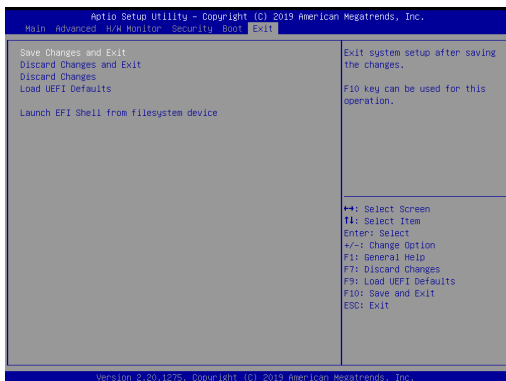 Aptio Setup Utility – Copyright (C) 2019 American Megatrends, Inc.
Main Advanced H/W Monitor Security Boot Exit
Save Changes and Exit
Discard Changes and Exit
Discard Changes
Load UEFI Defaults
Launch EFI Shell from filesystem device
Exit system setup after saving
the changes.
F10 key can be used for this
operation.
↔: Select Screen
↑↓: Select Item
Enter: Select
+/-: Change Option
F1: General Help
F7: Discard Changes
F9: Load UEFI Defaults
F10: Save and Exit
ESC: Exit
Version 2.20.1275. Copyright (C) 2019 American Megatrends, Inc.